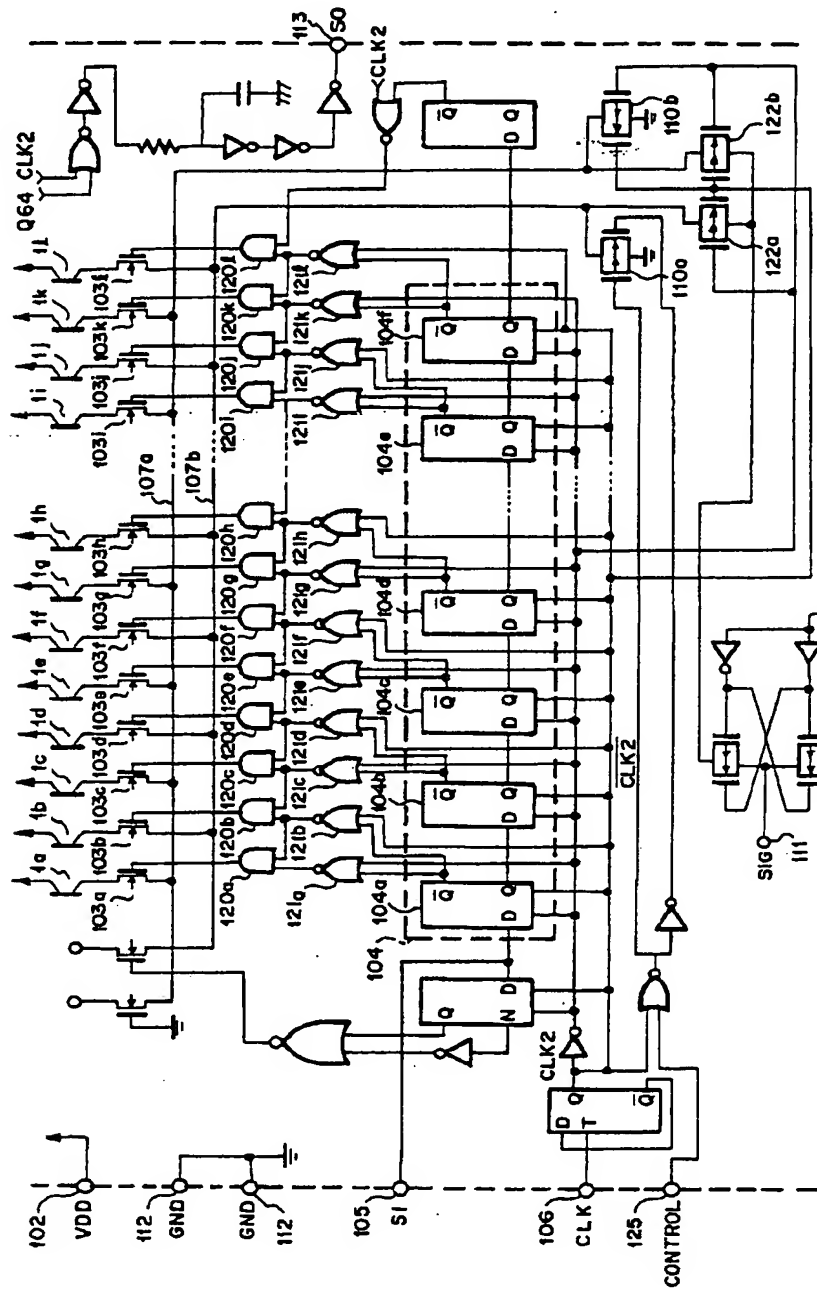 Q64 CLK2
113
SO
CLK2
1a 1b 1c 1d 1e 1f 1g 1h 1i 1j 1k 1l
103a 103b 103c 103d 103e 103f 103g 103h 103i 103j 103k 103l
107a
107b
120a 120b 120c 120d 120e 120f 120g 120h 120i 120j 120k 120l
121a 121b 121c 121d 121e 121f 121g 121h 121i 121j 121k 121l
104
104a 104b 104c 104d 104e 104f
Q̅ Q̅ Q̅ Q̅ Q̅ Q̅ Q̅
D Q D Q D Q D Q D Q D Q D
Q D
N
CLK2
C̅L̅K̅2̅
D Q
T
Q̅
102
VDD
112
GND
GND
112
105
SI
106
CLK
125
CONTROL
110a
110b
122a
122b
SIG
111